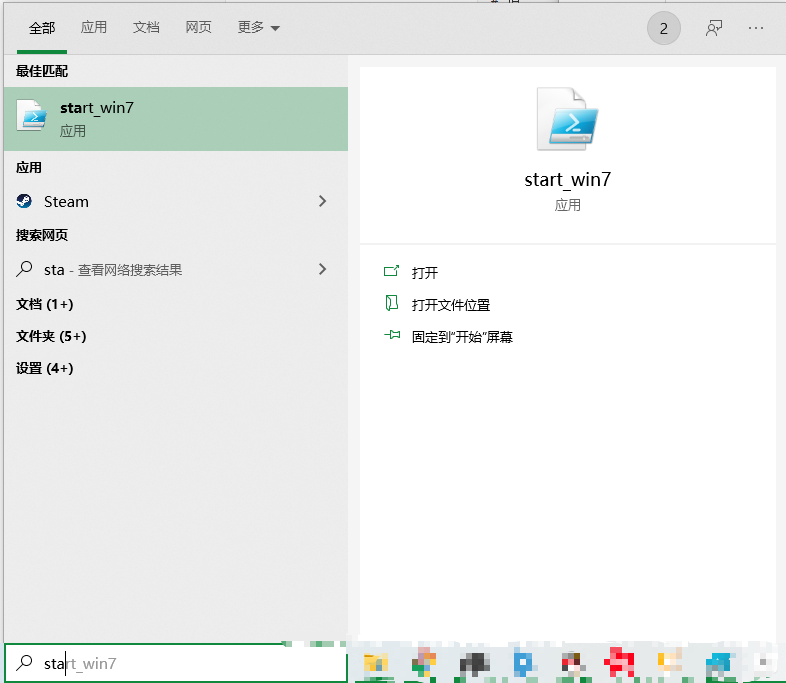 全部 应用 文档 网页 更多 2 ···
最佳匹配
start_win7
应用
应用
Steam
搜索网页
sta - 查看网络搜索结果
文档 (1+)
文件夹 (5+)
设置 (4+)
start_win7
应用
打开
打开文件位置
固定到"开始"屏幕
start_win7